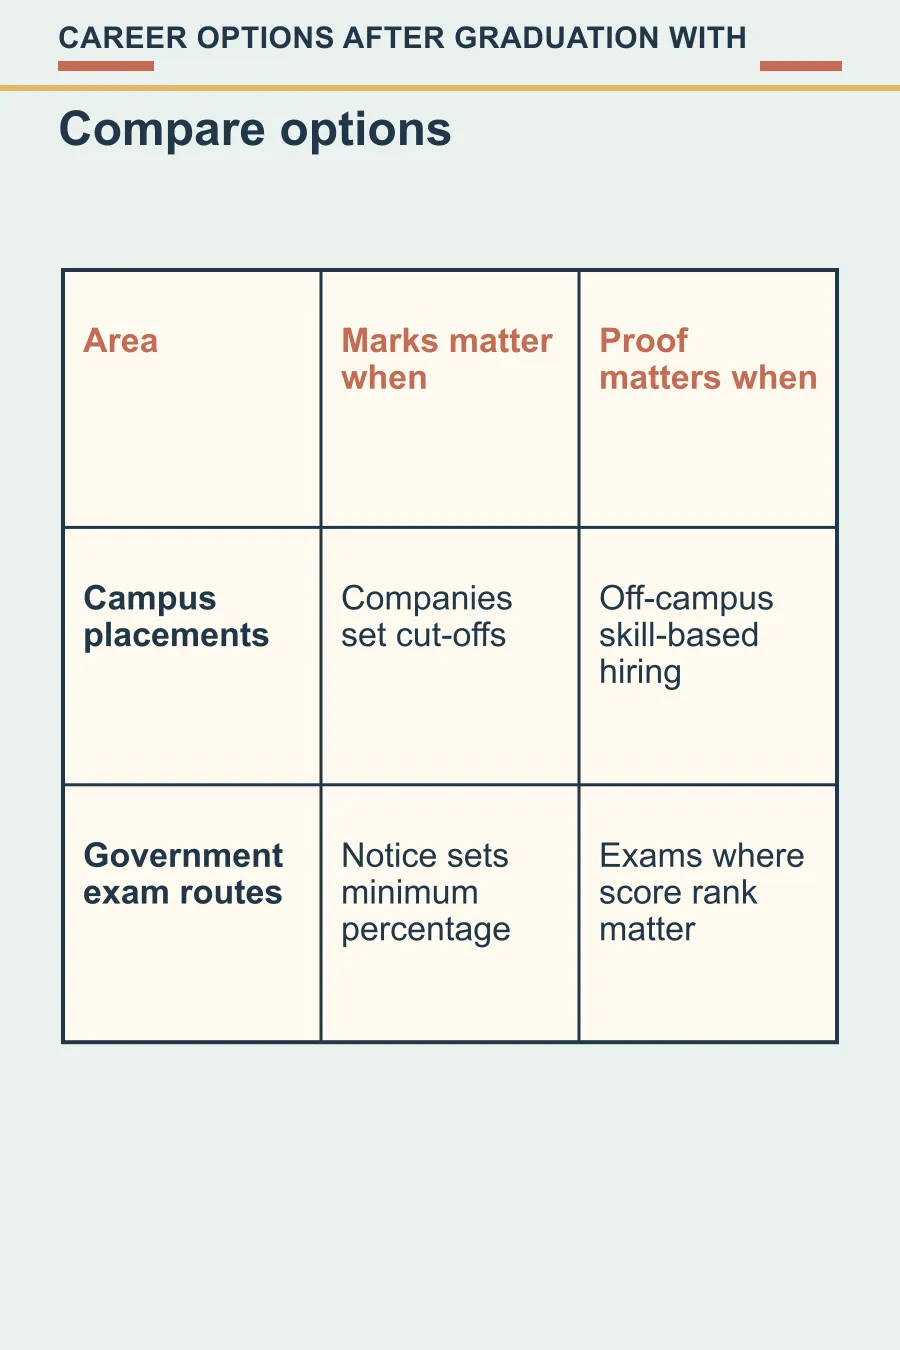 CAREER OPTIONS AFTER GRADUATION WITH
Compare options
Area
Marks matter
when
Proof
matters when
Campus
placements
Companies
set cut-offs
Off-campus
skill-based
hiring
Government
exam routes
Notice sets
minimum
percentage
Exams where
score rank
matter